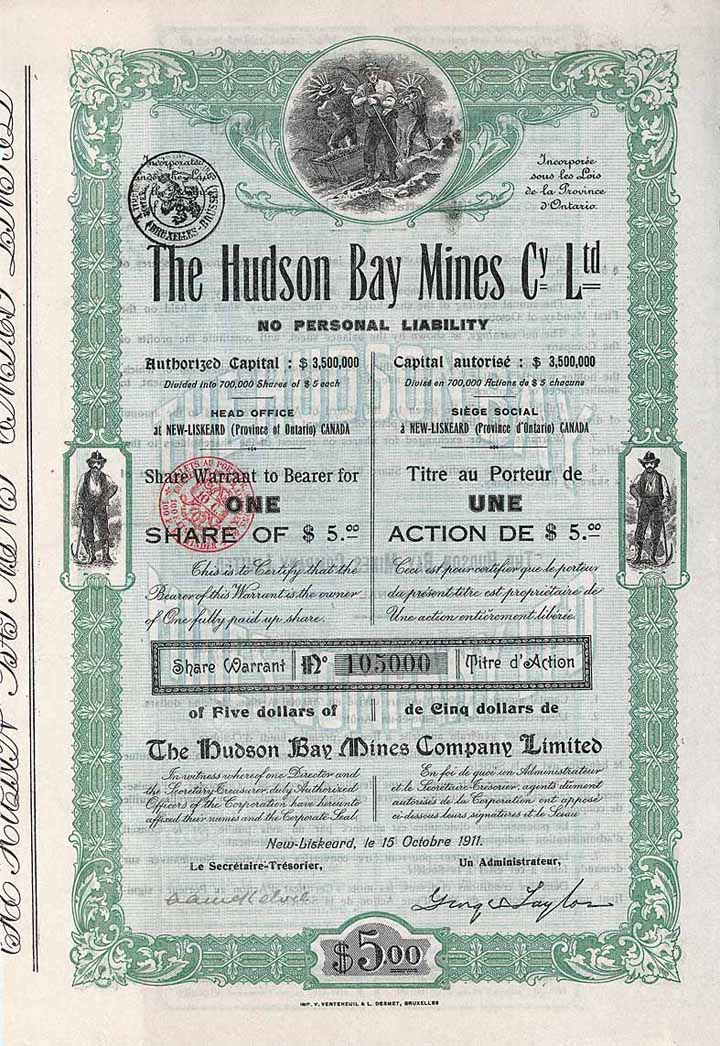 Incorporated
under the Laws
BRUXELLES
Incorporée
sous les Lois
de la Province
d'Ontario.
The Hudson Bay Mines Cy Ltd
NO PERSONAL LIABILITY
Authorized Capital : $ 3,500,000
Divided into 700,000 Shares of $ 5 each
HEAD OFFICE
at NEW-LISKEARD (Province of Ontario) CANADA
Share Warrant to Bearer for
ONE
SHARE OF $ 5.00
This is to Certify that the
Bearer of this Warrant is the owner
of One fully paid up share.
Capital autorisé : $ 3,500,000
Divisé en 700,000 Actions de $ 5 chacune
SIÈGE SOCIAL
à NEW-LISKEARD (Province d'Ontario) CANADA
Titre au Porteur de
UNE
ACTION DE $ 5.00
Ceci est pour certifier que le porteur
du présent titre est propriétaire de
Une action entièrement libérée.
Share Warrant No 105000 Titre d'Action
of Five dollars of de Cinq dollars de
The Hudson Bay Mines Company Limited
In witness whereof one Director and
the Secretary-Treasurer duly Authorized
Officers of the Corporation have hereunto
affixed their names and the Corporate Seal.
En foi de quoi un Administrateur
et le Secrétaire-Trésorier, agents dûment
autorisés de la Corporation ont apposé
ci-dessous leurs signatures et le Sceau
New-Liskeard, le 15 Octobre 1911.
Le Secrétaire-Trésorier, Un Administrateur,
George Taylor
$5.00
IMP. V. VERTENEUIL & L. DESMET, BRUXELLES